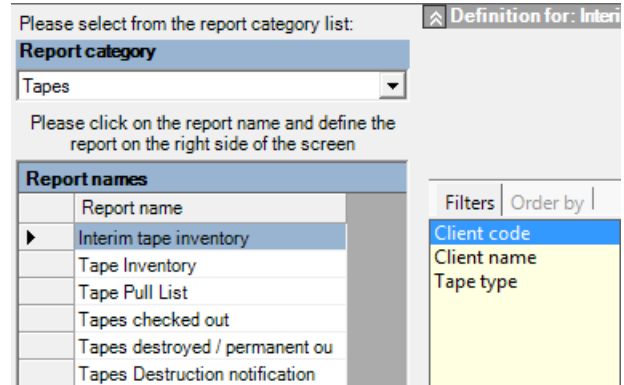 Please select from the report category list:
Report category
Tapes
Please click on the report name and define the
report on the right side of the screen
Report names
Report name
Interim tape inventory
Tape Inventory
Tape Pull List
Tapes checked out
Tapes destroyed / permanent ou
Tapes Destruction notification
Definition for: Interi
Filters
Order by
Client code
Client name
Tape type